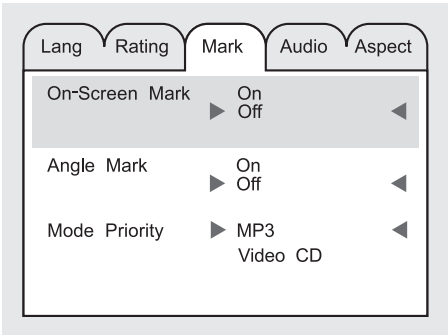 Lang Rating Mark Audio Aspect
On-Screen Mark On
Off
Angle Mark On
Off
Mode Priority MP3
Video CD